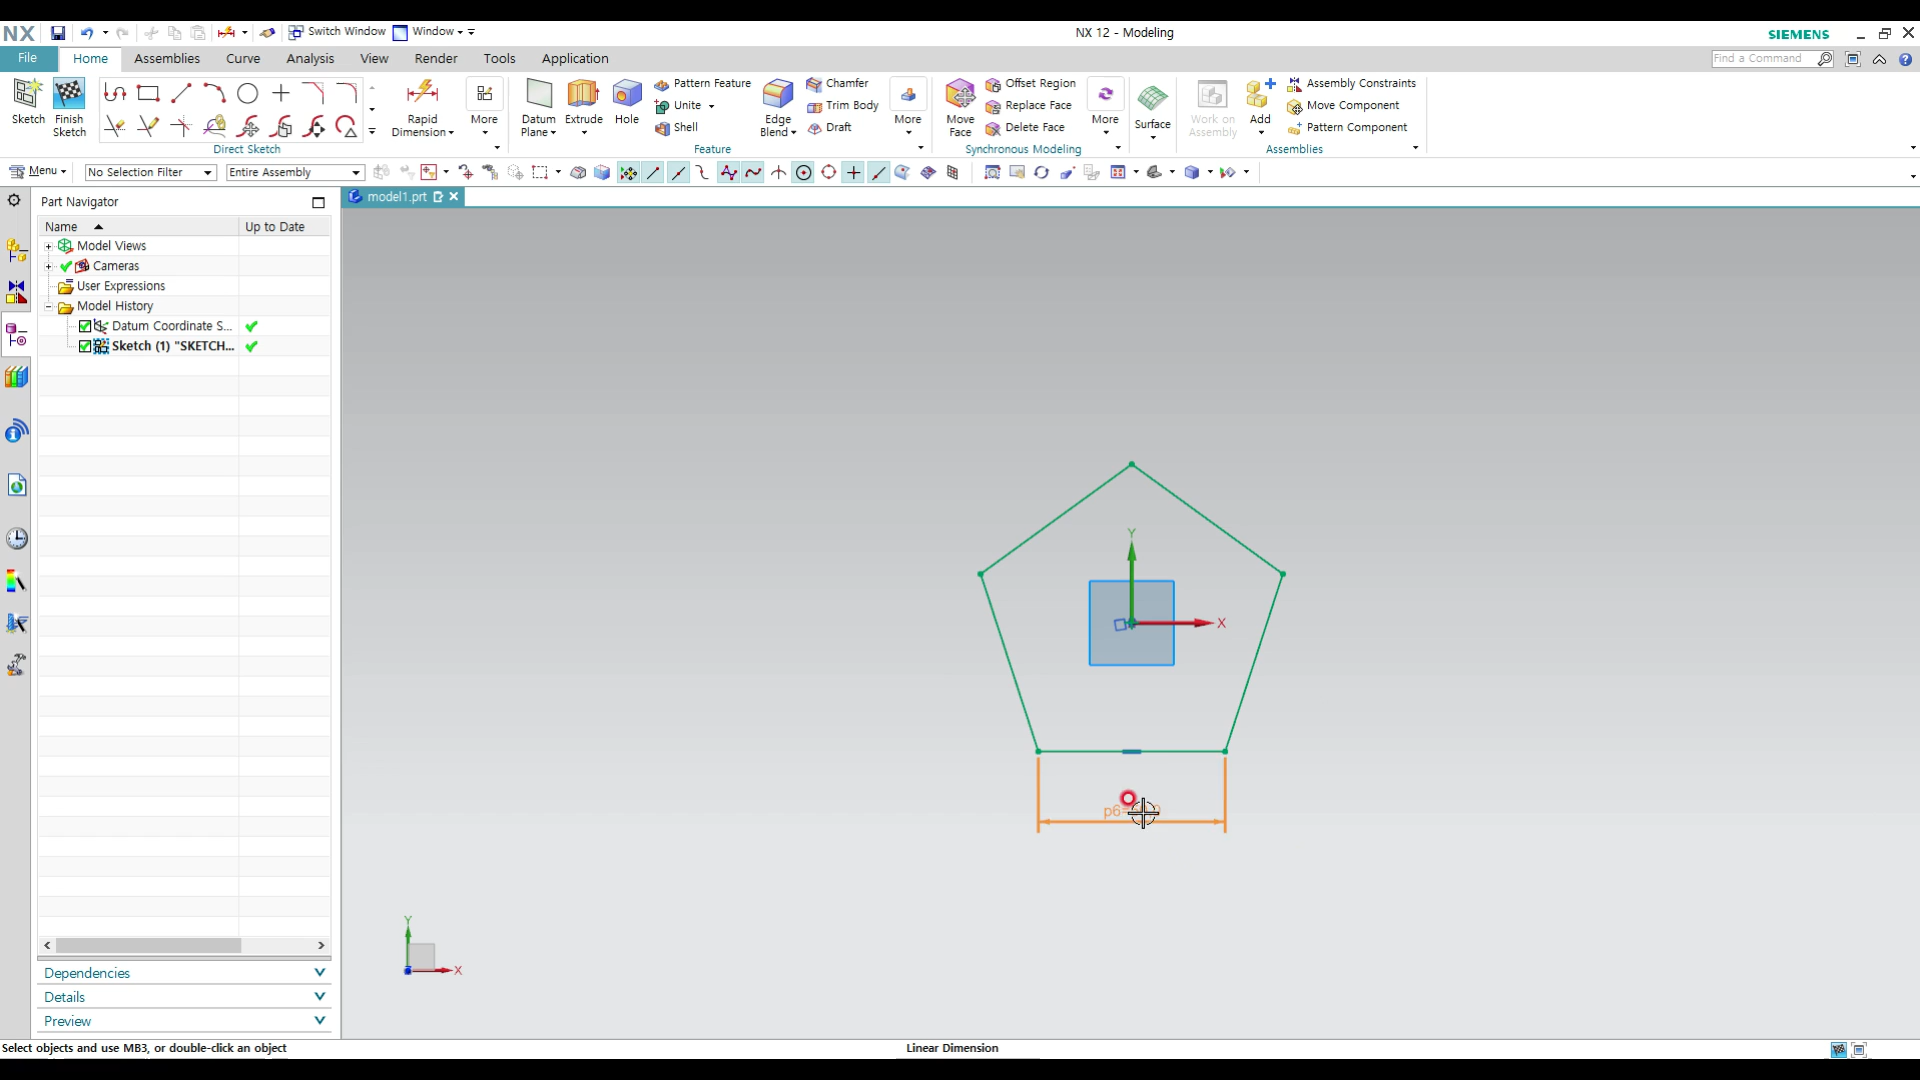 NX
Switch Window
Window
NX 12 - Modeling
SIEMENS
File
Home
Assemblies
Curve
Analysis
View
Render
Tools
Application
Find a Command
Sketch
Finish
Sketch
Direct Sketch
Rapid
Dimension
More
Datum
Plane
Extrude
Hole
Pattern Feature
Unite
Shell
Edge
Blend
Chamfer
Trim Body
Draft
More
Feature
Move
Face
Offset Region
Replace Face
Delete Face
More
Synchronous Modeling
Surface
Work on
Assembly
Add
Assembly Constraints
Move Component
Pattern Component
Assemblies
Menu
No Selection Filter
Entire Assembly
Part Navigator
model1.prt
Name
Up to Date
Model Views
Cameras
User Expressions
Model History
Datum Coordinate S...
Sketch (1) "SKETCH...
Y
X
Y
X
Dependencies
Details
Preview
Select objects and use MB3, or double-click an object
Linear Dimension